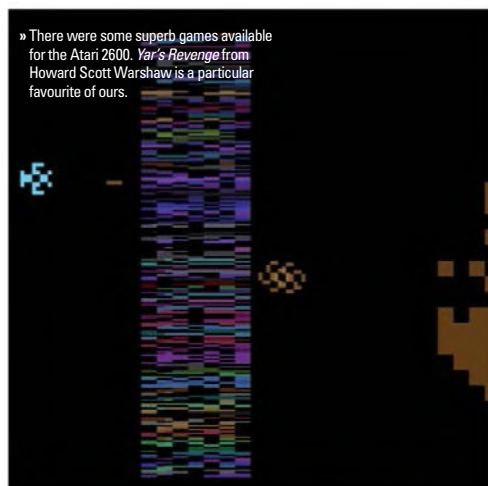 » There were some superb games available
for the Atari 2600. Yar's Revenge from
Howard Scott Warshaw is a particular
favourite of ours.